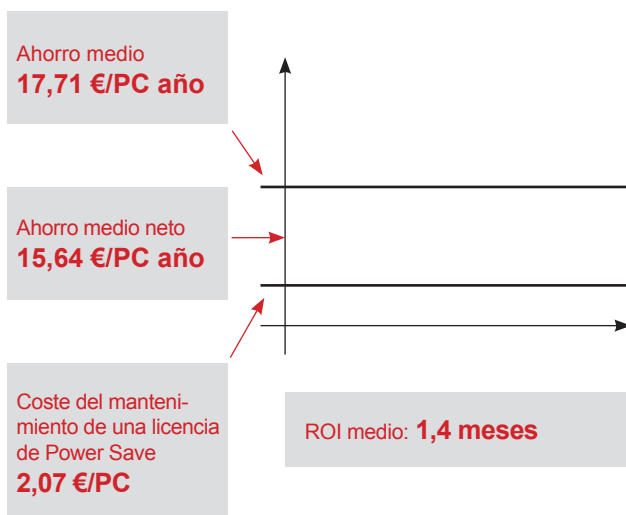 Ahorro medio
17,71 €/PC año
Ahorro medio neto
15,64 €/PC año
Coste del manteni-
miento de una licencia
de Power Save
2,07 €/PC
ROI medio: 1,4 meses